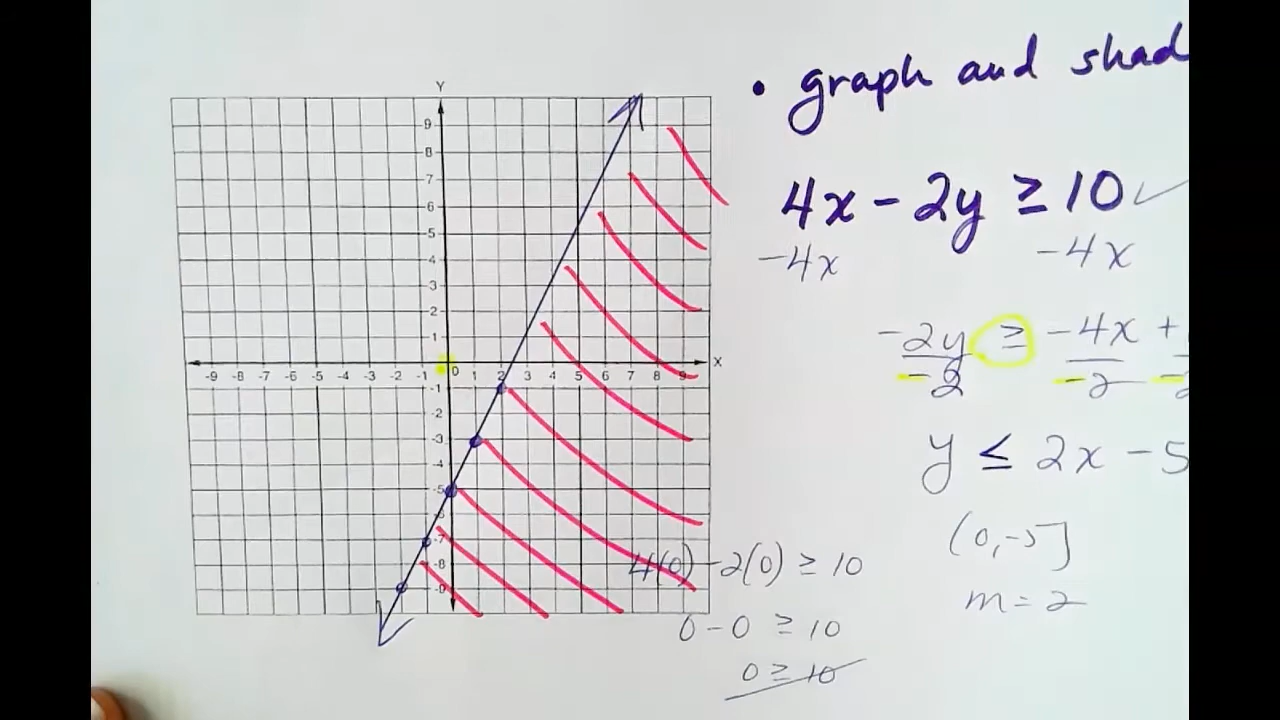 • graph and shad
4x - 2y ≥ 10 ✓
-4x -4x
-2y ≥ -4x +
-2 -2 -2
y ≤ 2x - 5
(0,-5)
m = 2
4(0) - 2(0) ≥ 10
0 - 0 ≥ 10
0 ≥ 10
Y
9
8
7
6
5
4
3
2
1
-9 -8 -7 -6 -5 -4 -3 -2 -1 0 1 2 3 4 5 6 7 8 9 X
-1
-2
-3
-4
-5
-6
-7
-8
-9